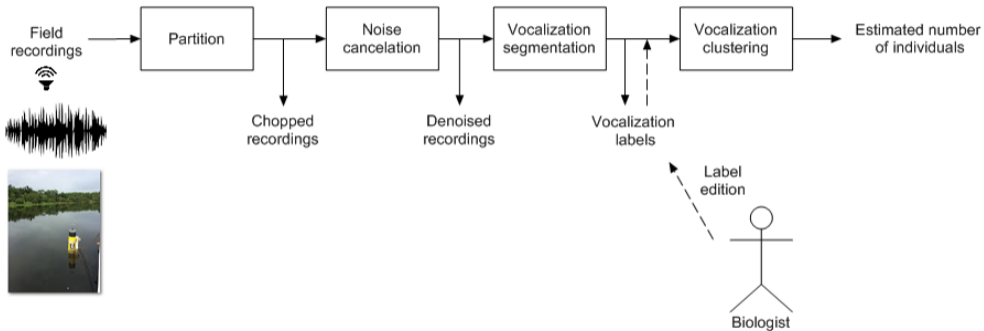 Field
recordings
Partition
Noise
cancelation
Vocalization
segmentation
Vocalization
clustering
Estimated number
of individuals
Chopped
recordings
Denoised
recordings
Vocalization
labels
Label
edition
Biologist